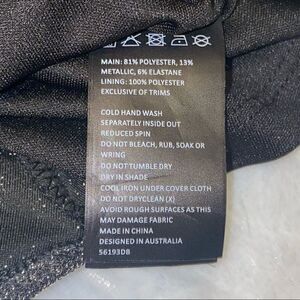 MAIN: 81% POLYESTER, 13%
METALLIC, 6% ELASTANE
LINING: 100% POLYESTER
EXCLUSIVE OF TRIMS
COLD HAND WASH
SEPARATELY INSIDE OUT
REDUCED SPIN
DO NOT BLEACH, RUB, SOAK OR
WRING
DO NOT TUMBLE DRY
DRY IN SHADE
COOL IRON UNDER COVER CLOTH
DO NOT DRYCLEAN (X)
AVOID ROUGH SURFACES AS THIS
MAY DAMAGE FABRIC
MADE IN CHINA
DESIGNED IN AUSTRALIA
56193DB